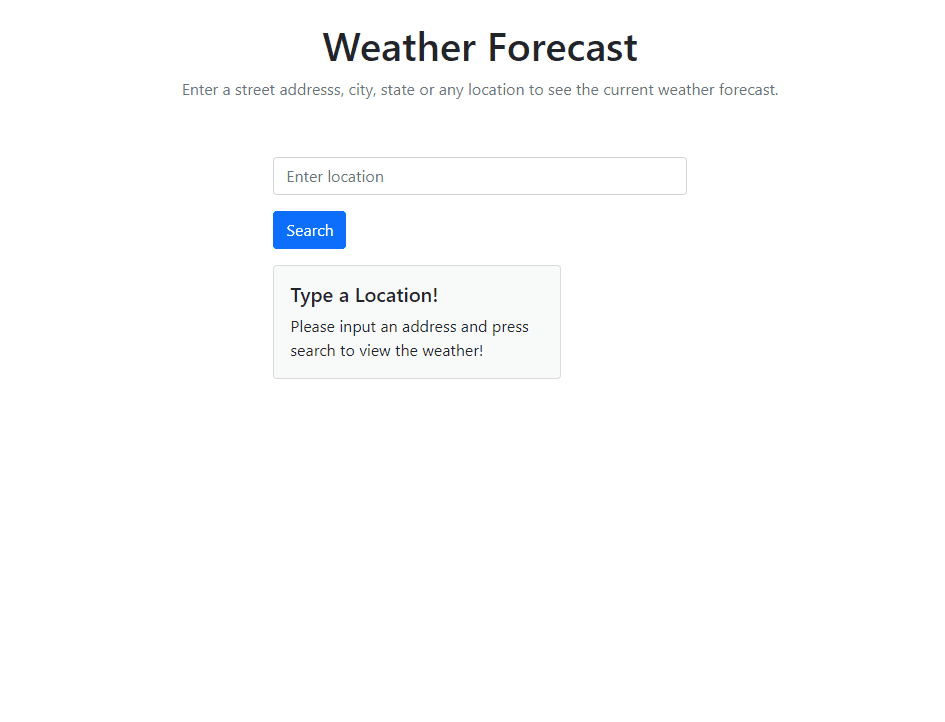 Weather Forecast
Enter a street addresss, city, state or any location to see the current weather forecast.
Enter location
Search
Type a Location!
Please input an address and press
search to view the weather!